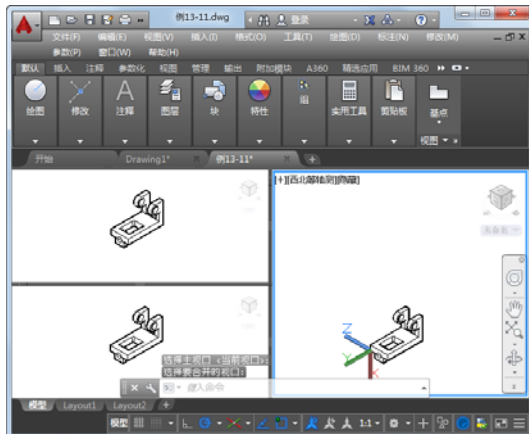 例13-11.dwg
登录
文件(F) 编辑(E) 视图(V) 插入(I) 格式(O) 工具(T) 绘图(D) 标注(N) 修改(M)
参数(P) 窗口(W) 帮助(H)
默认 插入 注释 参数化 视图 管理 输出 附加模块 A360 精选应用 BIM 360
绘图 修改 注释 图层 块 特性 组 实用工具 剪贴板 基点
视图
开始 Drawing1* 例13-11*
[+][西北等轴测][隐藏]
未命名
Z
Y
X
选择主视口 <当前视口>:
选择要合并的视口:
键入命令
模型 Layout1 Layout2 +
模型 1:1